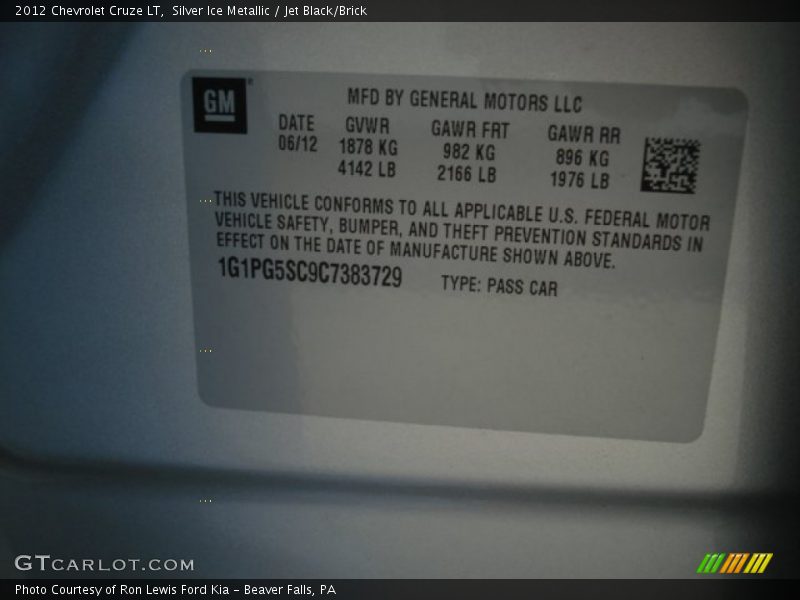 2012 Chevrolet Cruze LT,  Silver Ice Metallic / Jet Black/Brick
GM
MFD BY GENERAL MOTORS LLC
DATE GVWR GAWR FRT GAWR RR
06/12 1878 KG 982 KG 896 KG
4142 LB 2166 LB 1976 LB
THIS VEHICLE CONFORMS TO ALL APPLICABLE U.S. FEDERAL MOTOR
VEHICLE SAFETY, BUMPER, AND THEFT PREVENTION STANDARDS IN
EFFECT ON THE DATE OF MANUFACTURE SHOWN ABOVE.
1G1PG5SC9C7383729 TYPE: PASS CAR
GTCARLOT.COM
Photo Courtesy of Ron Lewis Ford Kia - Beaver Falls, PA